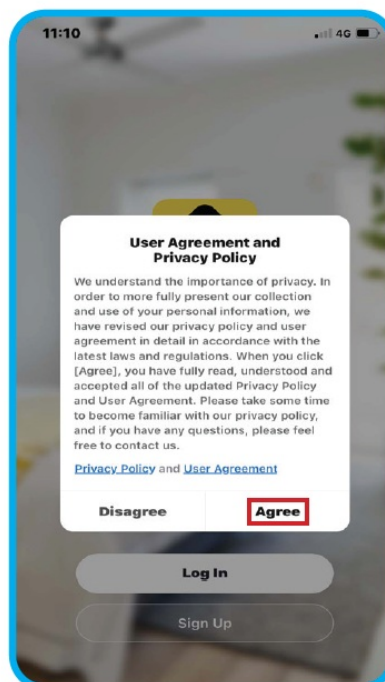 11:10
4G
User Agreement and
Privacy Policy
We understand the importance of privacy. In
order to more fully present our collection
and use of your personal information, we
have revised our privacy policy and user
agreement in detail in accordance with the
latest laws and regulations. When you click
[Agree], you have fully read, understood and
accepted all of the updated Privacy Policy
and User Agreement. Please take some time
to become familiar with our privacy policy,
and if you have any questions, please feel
free to contact us.
Privacy Policy and User Agreement
Disagree Agree
Log In
Sign Up